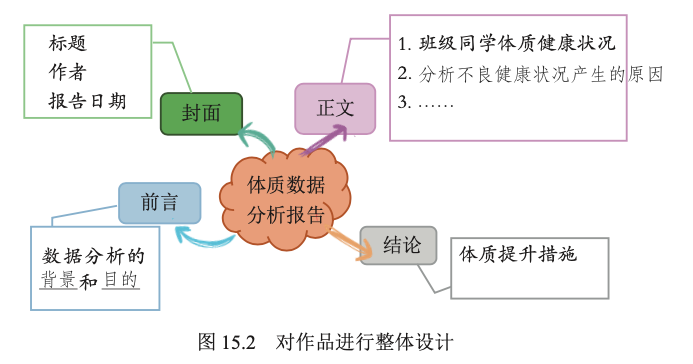 标题
作者
报告日期
封面
正文
1. 班级同学体质健康状况
2. 分析不良健康状况产生的原因
3. ……
体质数据
分析报告
前言
数据分析的
背景和目的
结论
体质提升措施
图 15.2 对作品进行整体设计